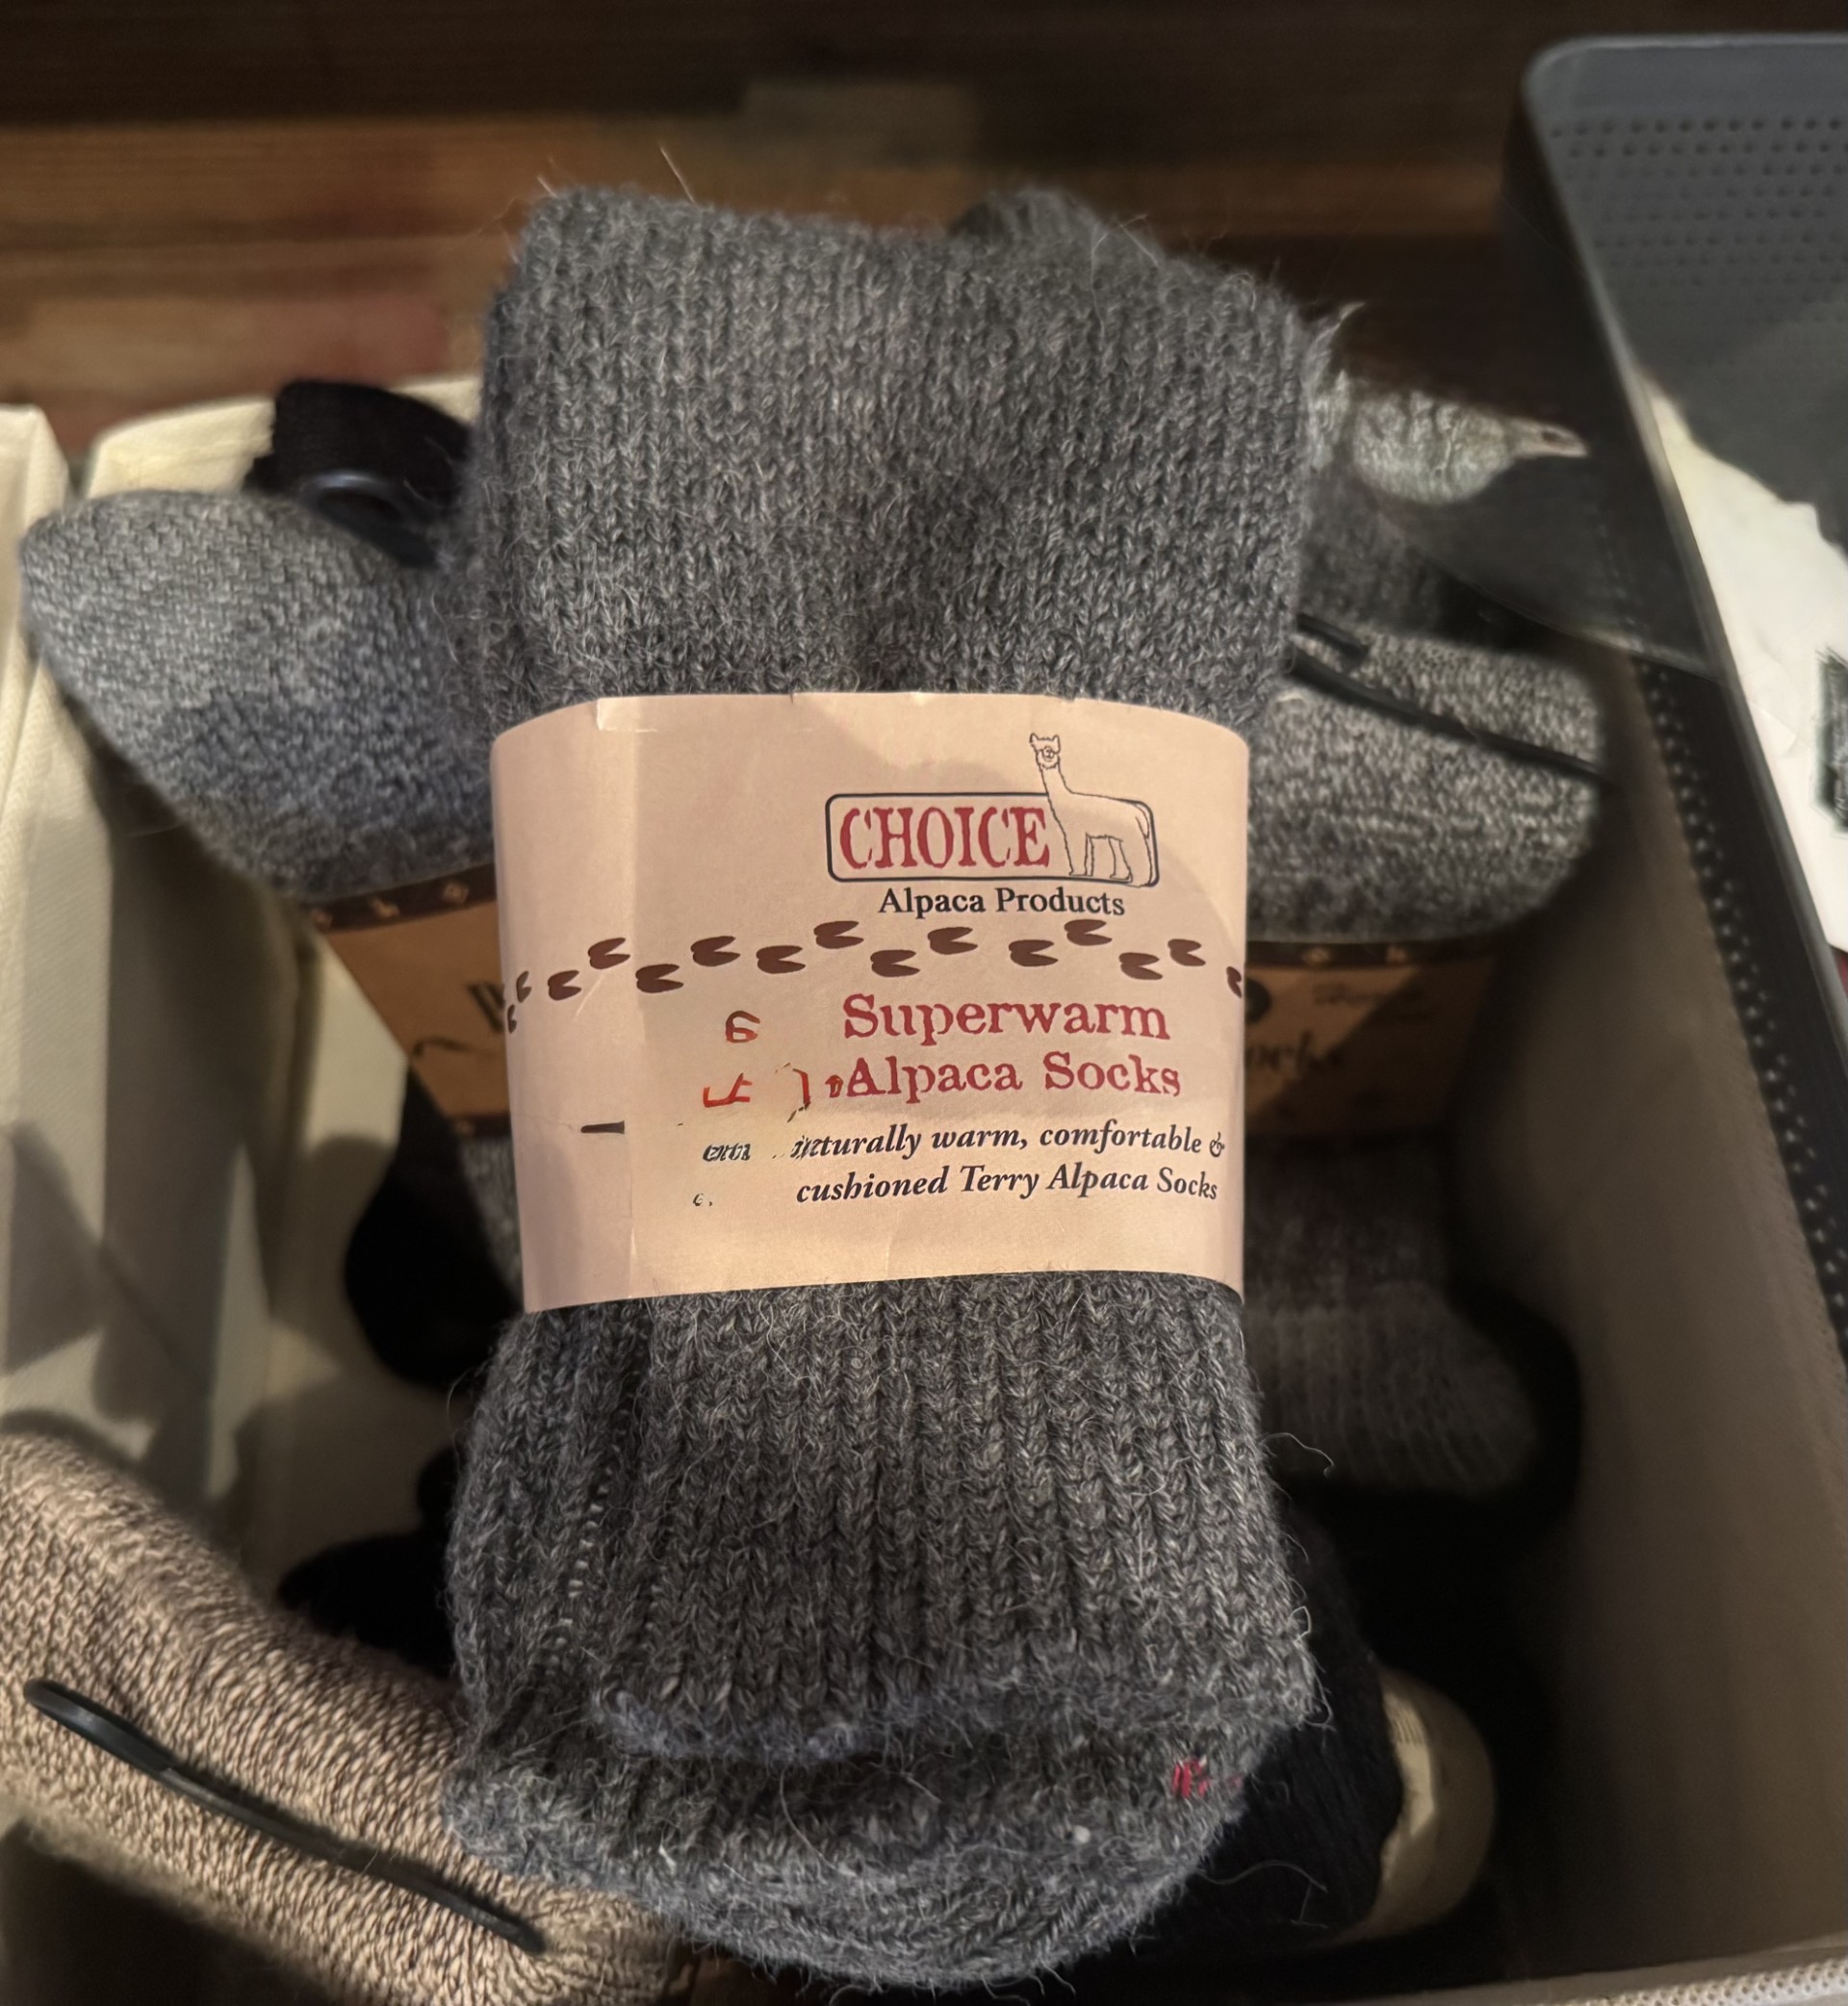 CHOICE
Alpaca Products
Superwarm
Alpaca Socks
warm, comfortable &
cushioned Terry Alpaca Socks